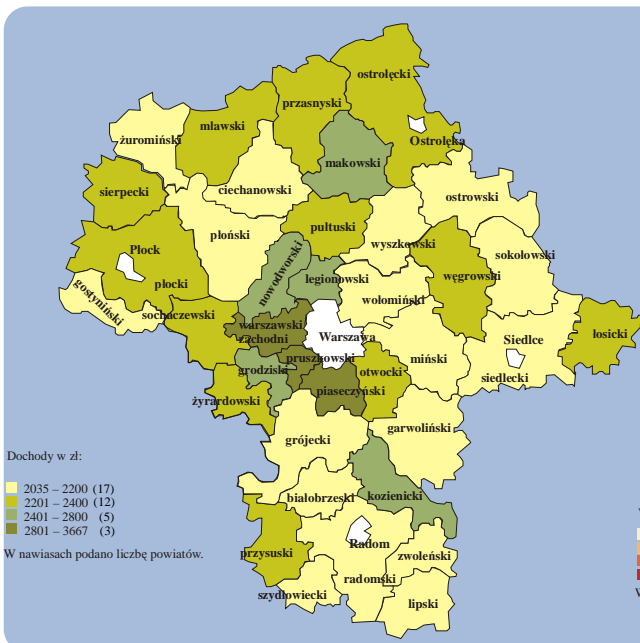 ostrołęcki
przasnyski
mławski
Ostrołęka
żuromiński
makowski
sierpecki
ciechanowski
ostrowski
pułtuski
płoński
wyszkowski
Płock
sokołowski
nowodworski
węgrowski
legionowski
płocki
gostyniński
wołomiński
sochaczewski
warszawski
zachodni
Warszawa
Siedlce
łosicki
pruszkowski
miński
grodziski
otwocki
siedlecki
piaseczyński
żyrardowski
garwoliński
grójecki
Dochody w zł:
2035 – 2200 (17)
2201 – 2400 (12)
2401 – 2800 (5)
2801 – 3667 (3)
W nawiasach podano liczbę powiatów.
białobrzeski
kozienicki
Radom
przysuski
zwoleński
radomski
szydłowiecki
lipski
W